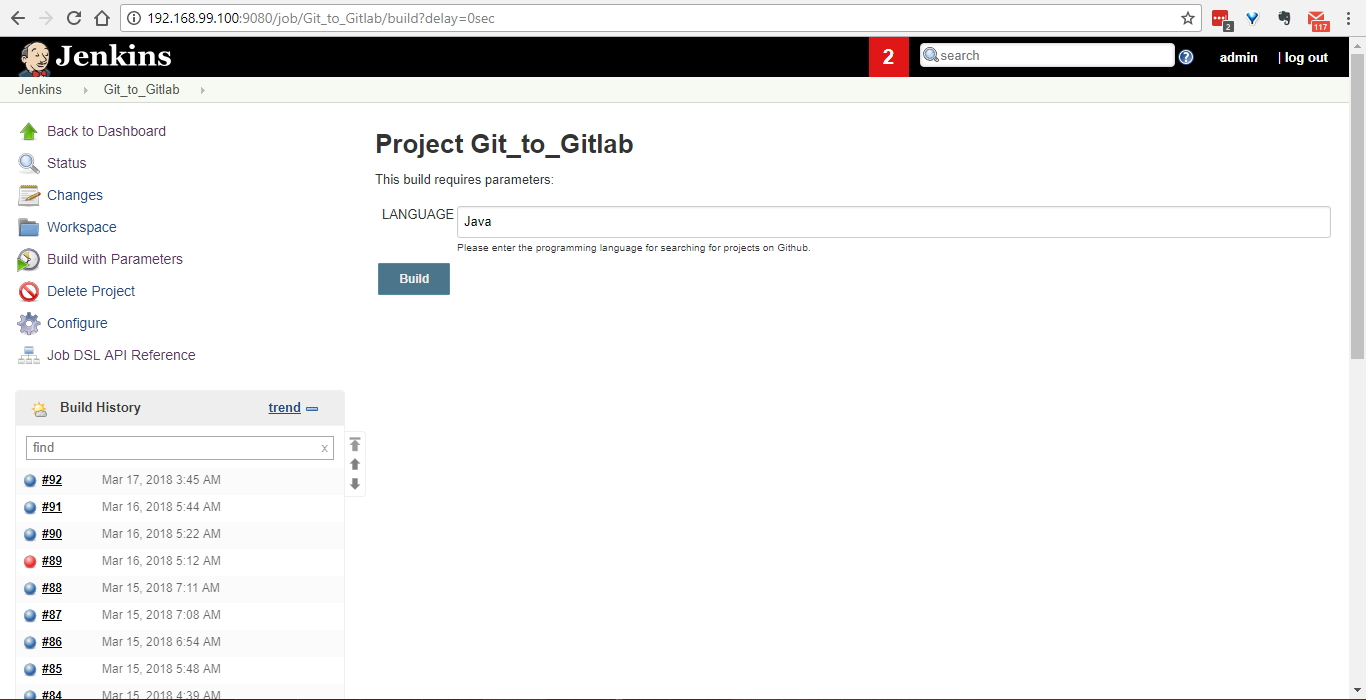 192.168.99.100:9080/job/Git_to_Gitlab/build?delay=0sec
2
117
Jenkins
2
search
admin
| log out
Jenkins
Git_to_Gitlab
Back to Dashboard
Status
Changes
Workspace
Build with Parameters
Delete Project
Configure
Job DSL API Reference
Project Git_to_Gitlab
This build requires parameters:
LANGUAGE
Java
Please enter the programming language for searching for projects on Github.
Build
Build History
trend
find
x
#92 Mar 17, 2018 3:45 AM
#91 Mar 16, 2018 5:44 AM
#90 Mar 16, 2018 5:22 AM
#89 Mar 16, 2018 5:12 AM
#88 Mar 15, 2018 7:11 AM
#87 Mar 15, 2018 7:08 AM
#86 Mar 15, 2018 6:54 AM
#85 Mar 15, 2018 5:48 AM
#84 Mar 15, 2018 4:39 AM